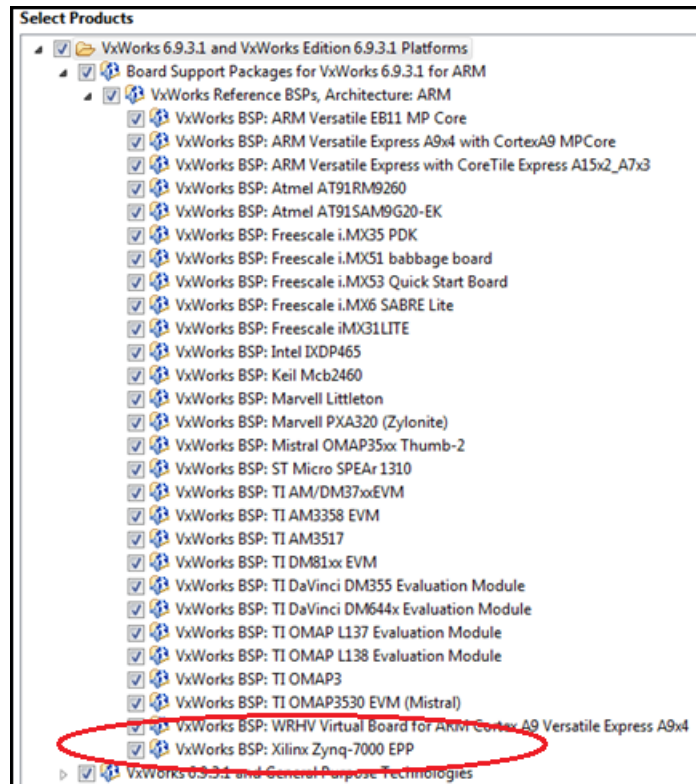 Select Products
VxWorks 6.9.3.1 and VxWorks Edition 6.9.3.1 Platforms
Board Support Packages for VxWorks 6.9.3.1 for ARM
VxWorks Reference BSPs, Architecture: ARM
VxWorks BSP: ARM Versatile EB11 MP Core
VxWorks BSP: ARM Versatile Express A9x4 with CortexA9 MPCore
VxWorks BSP: ARM Versatile Express with CoreTile Express A15x2_A7x3
VxWorks BSP: Atmel AT91RM9260
VxWorks BSP: Atmel AT91SAM9G20-EK
VxWorks BSP: Freescale i.MX35 PDK
VxWorks BSP: Freescale i.MX51 babbage board
VxWorks BSP: Freescale i.MX53 Quick Start Board
VxWorks BSP: Freescale i.MX6 SABRE Lite
VxWorks BSP: Freescale iMX31LITE
VxWorks BSP: Intel IXDP465
VxWorks BSP: Keil Mcb2460
VxWorks BSP: Marvell Littleton
VxWorks BSP: Marvell PXA320 (Zylonite)
VxWorks BSP: Mistral OMAP35xx Thumb-2
VxWorks BSP: ST Micro SPEAr 1310
VxWorks BSP: TI AM/DM37xxEVM
VxWorks BSP: TI AM3358 EVM
VxWorks BSP: TI AM3517
VxWorks BSP: TI DM81xx EVM
VxWorks BSP: TI DaVinci DM355 Evaluation Module
VxWorks BSP: TI DaVinci DM644x Evaluation Module
VxWorks BSP: TI OMAP L137 Evaluation Module
VxWorks BSP: TI OMAP L138 Evaluation Module
VxWorks BSP: TI OMAP3
VxWorks BSP: TI OMAP3530 EVM (Mistral)
VxWorks BSP: WRHV Virtual Board for ARM Cortex A9 Versatile Express A9x4
VxWorks BSP: Xilinx Zynq-7000 EPP
VxWorks 6.9.3.1 and General Purpose Technologies